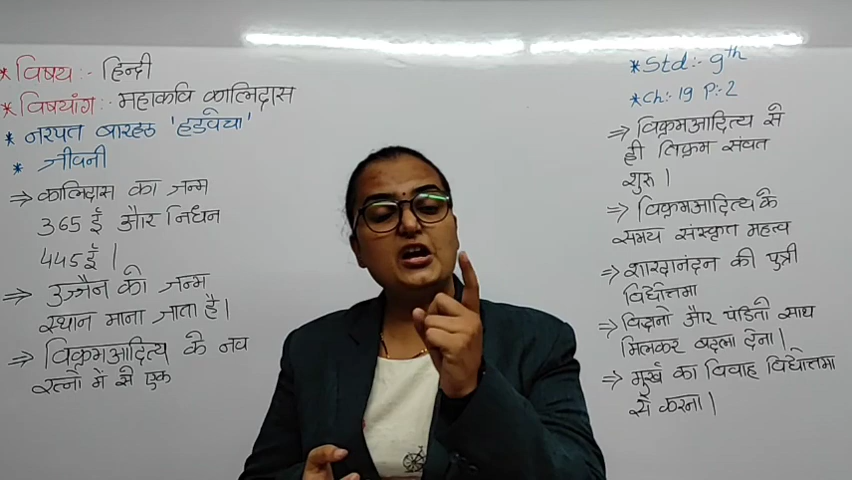 * विषय :- हिन्दी
* विषयांग :- महाकवि कालिदास
* नरपत बारहठ 'हडवेचा'
* जीवनी
⇒ कालिदास का जन्म
365 ई और निधन
445 ई |
⇒ उज्जैन को जन्म
स्थान माना जाता है |
⇒ विक्रमआदित्य के नव
रत्नो में से एक
* Std :- 9th
* Ch :- 19 P :- 2
⇒ विक्रमआदित्य से
ही विक्रम संवत
शुरु |
⇒ विक्रमआदित्य के
समय संस्कृत महत्व
⇒ शारदानंदन की पुत्री
विद्योत्तमा
⇒ विद्वानो और पंडितो साथ
मिलकर बदला लेना |
⇒ मुर्ख का विवाह विद्योत्तमा
से करना |